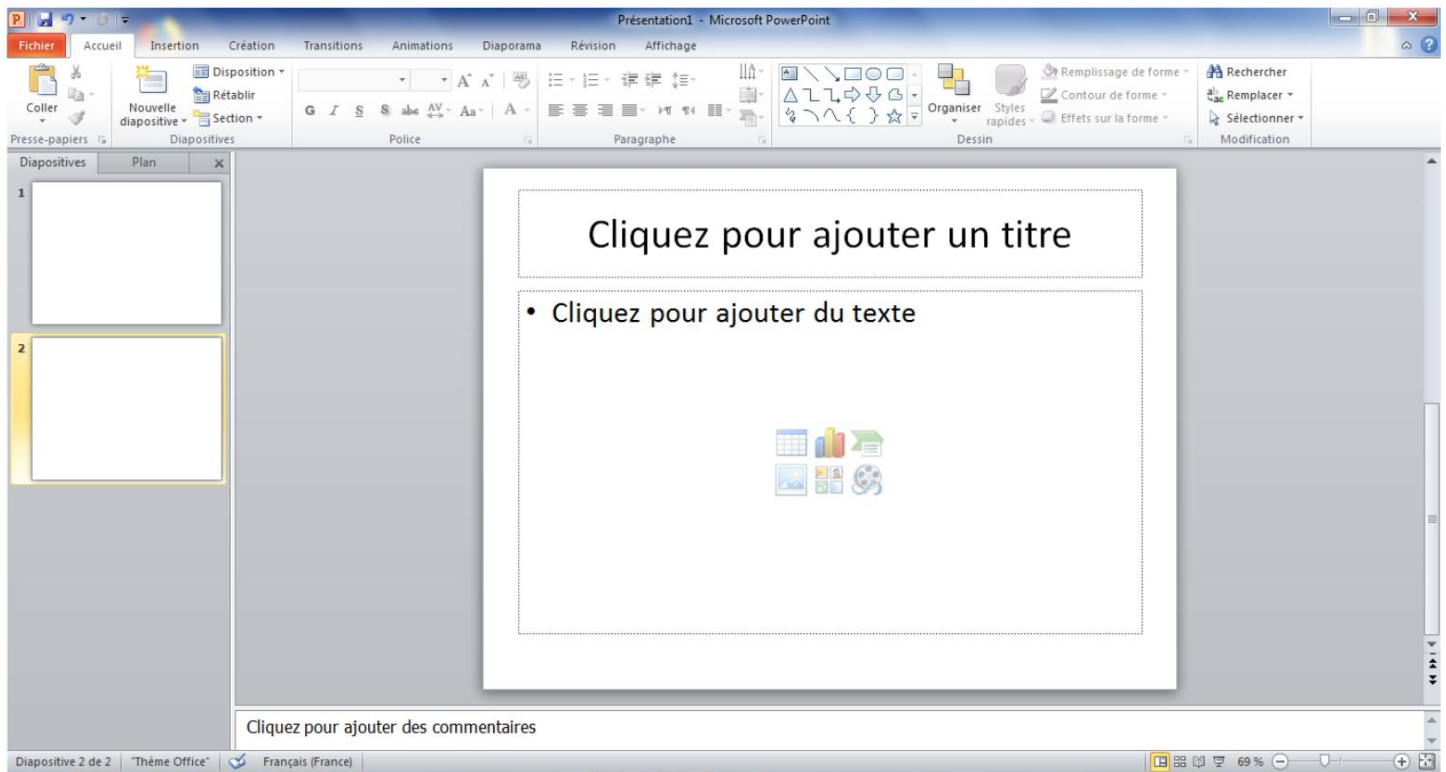 Présentation1 - Microsoft PowerPoint
Fichier Accueil Insertion Création Transitions Animations Diaporama Révision Affichage
Coller
Presse-papiers
Nouvelle diapositive
Disposition
Rétablir
Section
Diapositives
G I S S abc AV Aa A
Police
Paragraphe
Organiser
Styles rapides
Remplissage de forme
Contour de forme
Effets sur la forme
Dessin
Rechercher
Remplacer
Sélectionner
Modification
Diapositives Plan
1
2
Cliquez pour ajouter un titre
• Cliquez pour ajouter du texte
Cliquez pour ajouter des commentaires
Diapositive 2 de 2 "Thème Office" Français (France) 69 %